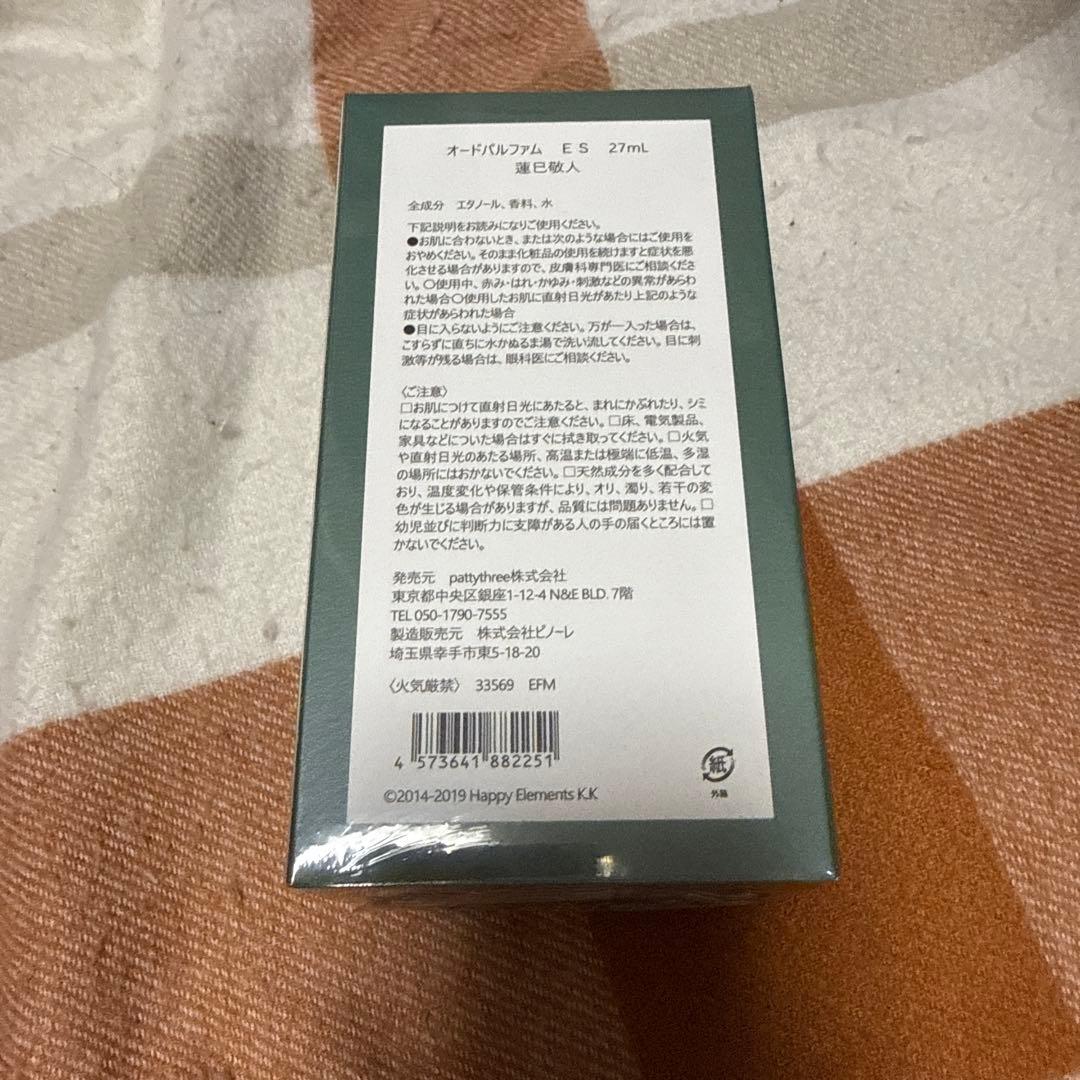 オードパルファム　ＥＳ　27mL
蓮巳敬人
全成分　エタノール、香料、水
下記説明をお読みになりご使用ください。
●お肌に合わないとき、または次のような場合にはご使用を
おやめください。そのまま化粧品の使用を続けますと症状を悪
化させる場合がありますので、皮膚科専門医にご相談くださ
い。〇使用中、赤み・はれ・かゆみ・刺激などの異常があらわ
れた場合〇使用したお肌に直射日光があたり上記のような
症状があらわれた場合
●目に入らないようにご注意ください。万が一入った場合は、
こすらずに直ちに水かぬるま湯で洗い流してください。目に刺
激等が残る場合は、眼科医にご相談ください。
〈ご注意〉
□お肌につけて直射日光にあたると、まれにかぶれたり、シミ
になることがありますのでご注意ください。□床、電気製品、
家具などについた場合はすぐに拭き取ってください。□火気
や直射日光のあたる場所、高温または極端に低温、多湿
の場所にはおかないでください。□天然成分を多く配合して
おり、温度変化や保管条件により、オリ、濁り、若干の変
色が生じる場合がありますが、品質には問題ありません。□
幼児並びに判断力に支障がある人の手の届くところには置
かないでください。
発売元　pattythree株式会社
東京都中央区銀座1-12-4 N&E BLD. 7階
TEL 050-1790-7555
製造販売元　株式会社ピノーレ
埼玉県幸手市東5-18-20
〈火気厳禁〉　33569　EFM
4 573641 882251
紙
外箱
©2014-2019 Happy Elements K.K